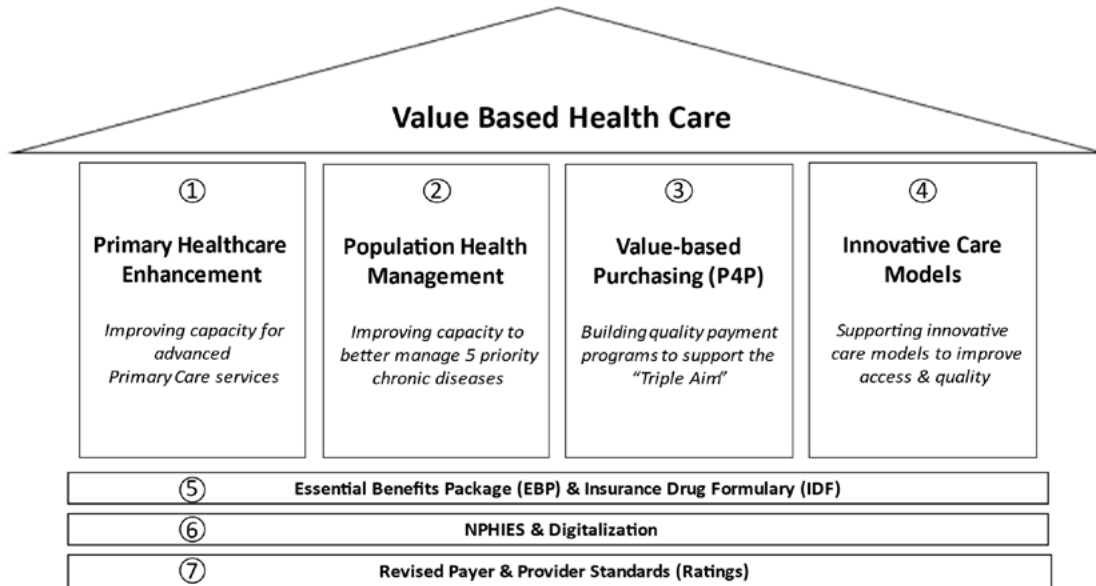 Value Based Health Care
①
Primary Healthcare
Enhancement
Improving capacity for
advanced
Primary Care services
②
Population Health
Management
Improving capacity to
better manage 5 priority
chronic diseases
③
Value-based
Purchasing (P4P)
Building quality payment
programs to support the
“Triple Aim”
④
Innovative Care
Models
Supporting innovative
care models to improve
access & quality
⑤ Essential Benefits Package (EBP) & Insurance Drug Formulary (IDF)
⑥ NPHIES & Digitalization
⑦ Revised Payer & Provider Standards (Ratings)